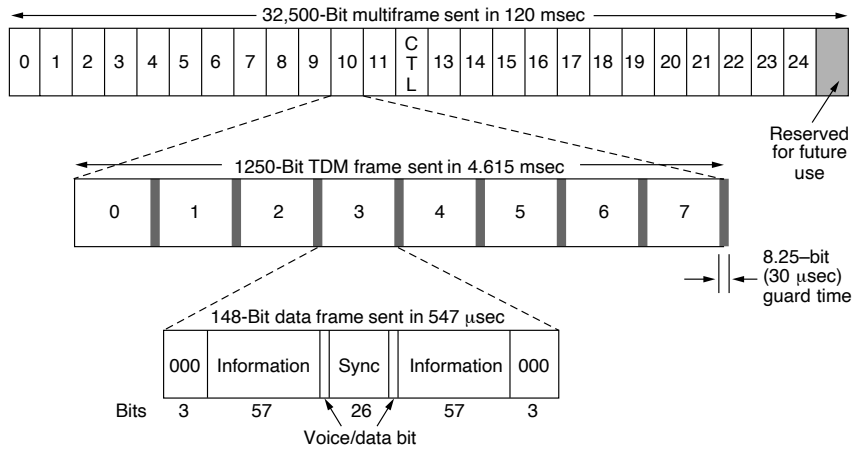 32,500-Bit multiframe sent in 120 msec
0 1 2 3 4 5 6 7 8 9 10 11 CTL 13 14 15 16 17 18 19 20 21 22 23 24
Reserved
for future
use
1250-Bit TDM frame sent in 4.615 msec
0 1 2 3 4 5 6 7
8.25–bit
(30 μsec)
guard time
148-Bit data frame sent in 547 μsec
000 Information Sync Information 000
Bits 3 57 26 57 3
Voice/data bit